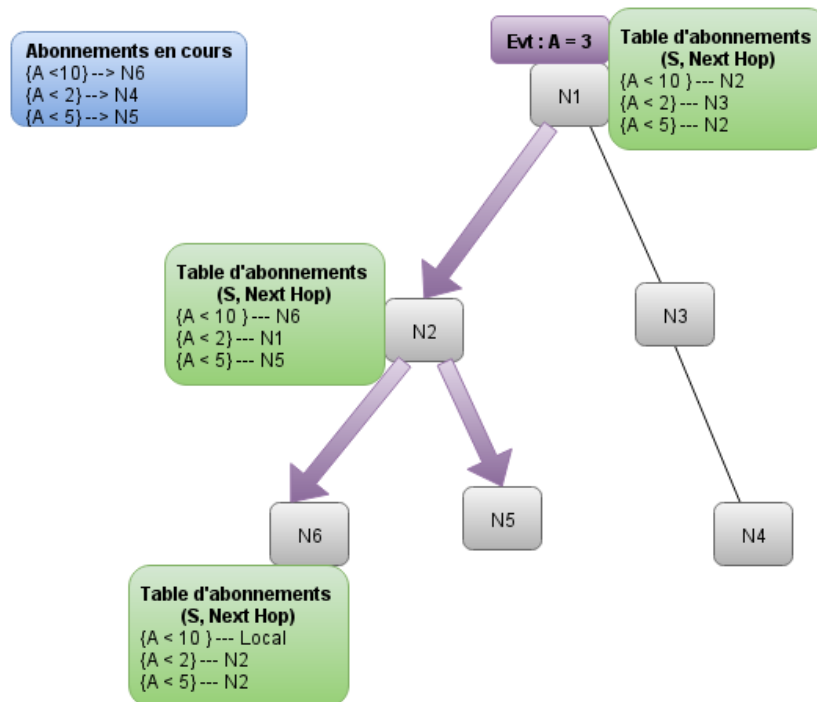 Abonnements en cours
{A <10} --> N6
{A < 2}--> N4
{A < 5}--> N5
Evt : A = 3
N1
Table d'abonnements
(S, Next Hop)
{A < 10 } --- N2
{A < 2} --- N3
{A < 5} --- N2
Table d'abonnements
(S, Next Hop)
{A < 10 } --- N6
{A < 2} --- N1
{A < 5} --- N5
N2
N3
N6
N5
N4
Table d'abonnements
(S, Next Hop)
{A < 10 } --- Local
{A < 2} --- N2
{A < 5} --- N2